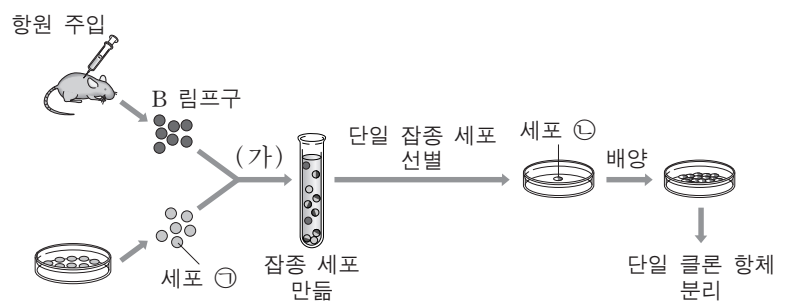 항원 주입
B 림프구
(가)
단일 잡종 세포
선별
세포 ㉡
배양
세포 ㉠
잡종 세포
만듦
단일 클론 항체
분리